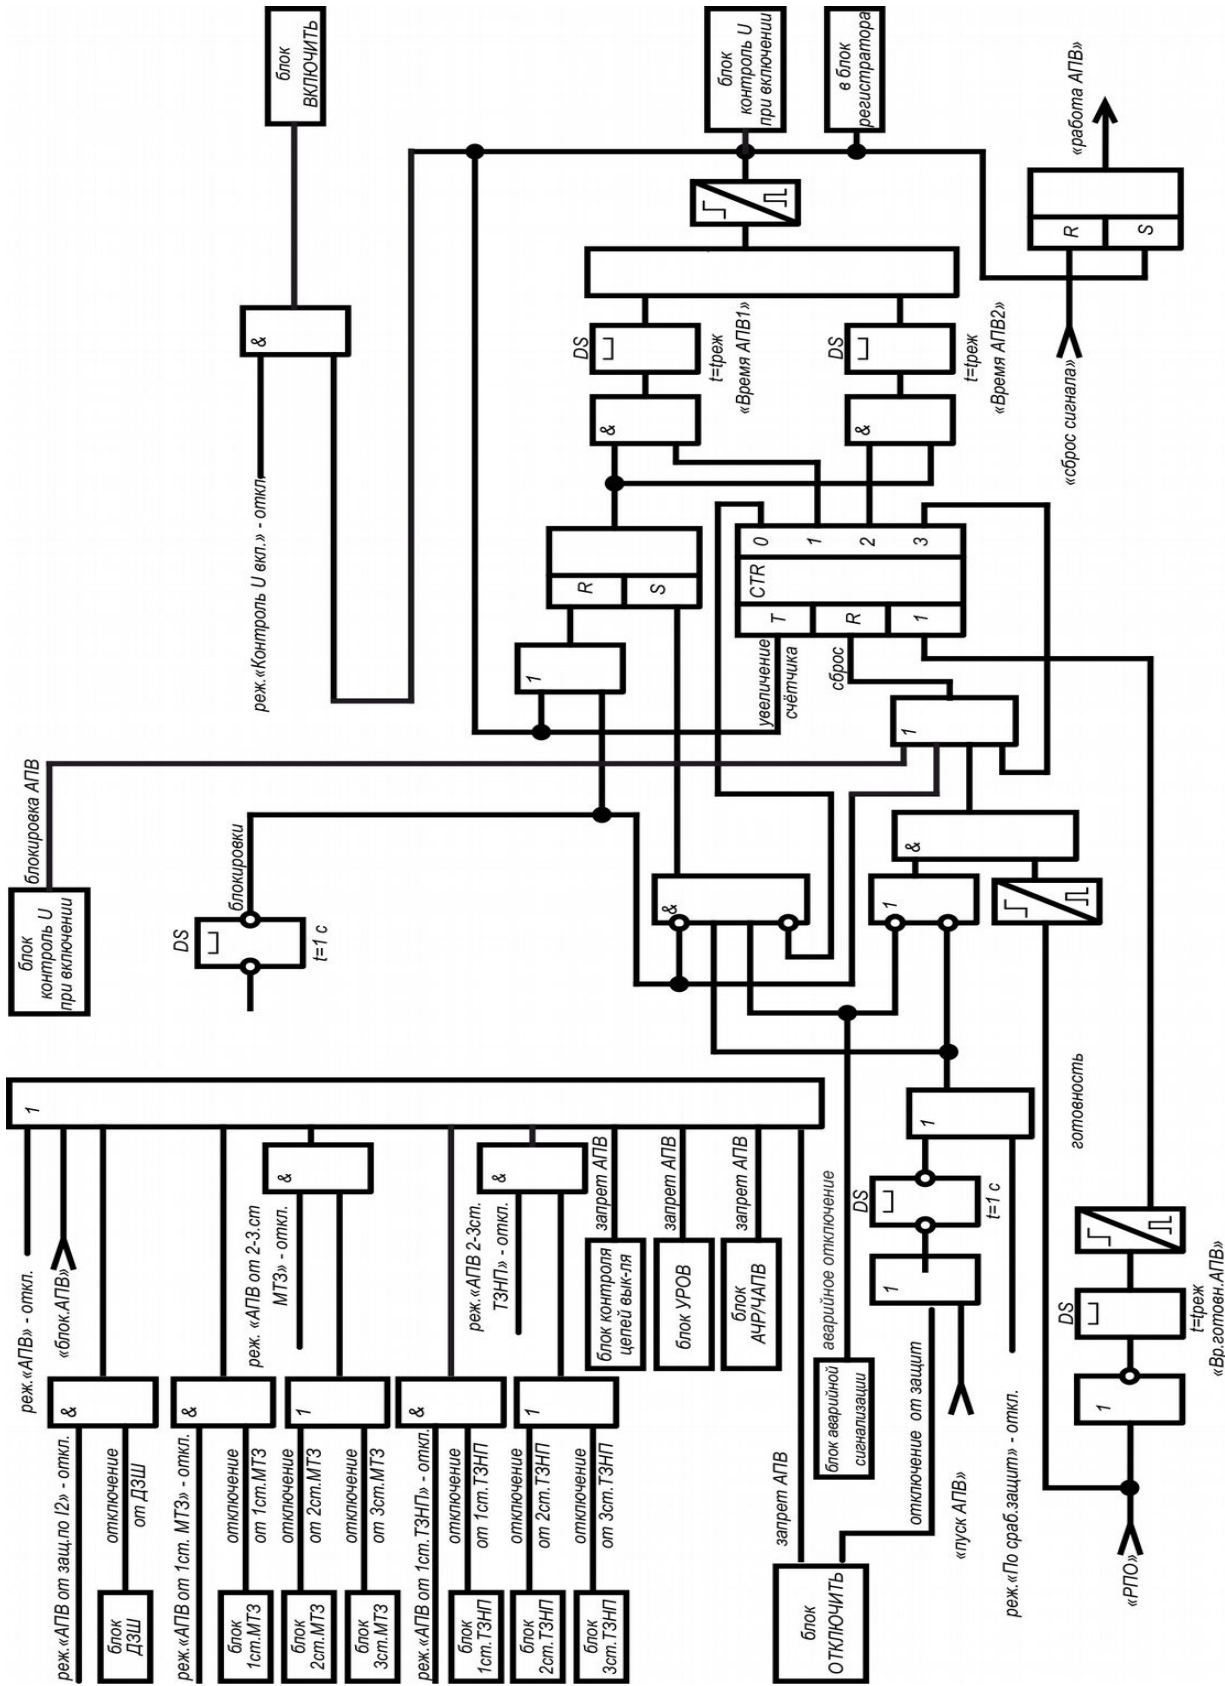 реж.«АПВ от защ.по I2» - откл.
блок
ДЗШ
отключение
от ДЗШ
&
реж.«АПВ от 1ст. МТЗ» - откл.
блок
1ст.МТЗ
отключение
от 1ст.МТЗ
&
блок
2ст.МТЗ
отключение
от 2ст.МТЗ
1
блок
3ст.МТЗ
отключение
от 3ст.МТЗ
реж.«АПВ от 1ст.ТЗНП» - откл.
блок
1ст.ТЗНП
отключение
от 1ст.ТЗНП
&
блок
2ст.ТЗНП
отключение
от 2ст.ТЗНП
1
блок
3ст.ТЗНП
отключение
от 3ст.ТЗНП
блок
ОТКЛЮЧИТЬ
запрет АПВ
отключение от защит
«пуск АПВ»
реж.«По сраб.защит» - откл.
«РПО»
реж.«АПВ» - откл.
«блок.АПВ»
реж. «АПВ от 2-3.ст
МТЗ» - откл.
&
реж.«АПВ 2-3ст.
ТЗНП» - откл.
&
блок контроля
цепей вык-ля
запрет АПВ
блок УРОВ
запрет АПВ
блок
АЧР/ЧАПВ
запрет АПВ
блок аварийной
сигнализации
аварийное отключение
1
1
DS
t=1 с
1
1
DS
t=tреж
«Вр.готовн.АПВ»
готовность
блок
контроль U
при включении
блокировка АПВ
DS
t=1 с
блокировки
&
1
&
1
1
увеличение
счётчика
сброс
R
S
T
R
1
CTR
0
1
2
3
реж.«Контроль U вкл.» - откл.
&
&
DS
t=tреж
«Время АПВ1»
&
DS
t=tреж
«Время АПВ2»
«сброс сигнала»
R
S
«работа АПВ»
блок
ВКЛЮЧИТЬ
блок
контроль U
при включении
в блок
регистратора